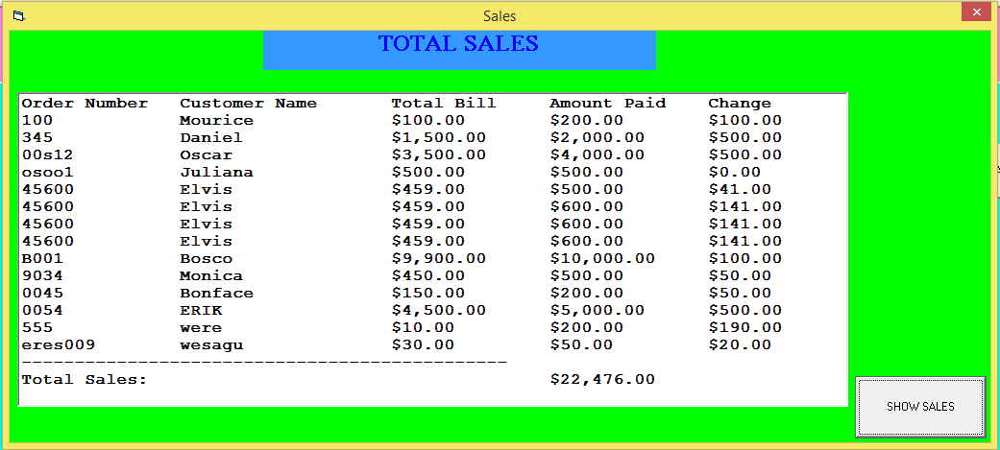 Sales
TOTAL SALES
Order Number Customer Name Total Bill Amount Paid Change
100 Mourice $100.00 $200.00 $100.00
345 Daniel $1,500.00 $2,000.00 $500.00
00s12 Oscar $3,500.00 $4,000.00 $500.00
osoo1 Juliana $500.00 $500.00 $0.00
45600 Elvis $459.00 $500.00 $41.00
45600 Elvis $459.00 $600.00 $141.00
45600 Elvis $459.00 $600.00 $141.00
45600 Elvis $459.00 $600.00 $141.00
B001 Bosco $9,900.00 $10,000.00 $100.00
9034 Monica $450.00 $500.00 $50.00
0045 Bonface $150.00 $200.00 $50.00
0054 ERIK $4,500.00 $5,000.00 $500.00
555 were $10.00 $200.00 $190.00
eres009 wesagu $30.00 $50.00 $20.00
----------------------------------------------
Total Sales: $22,476.00
SHOW SALES